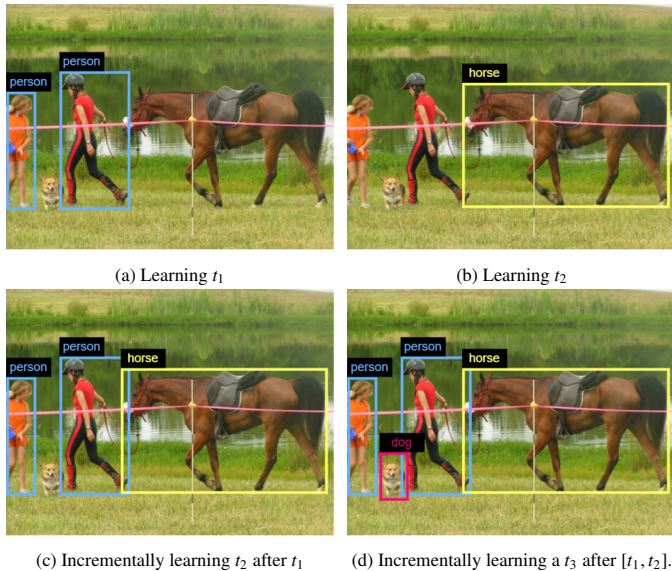 person
person
(a) Learning t₁
horse
(b) Learning t₂
person
person
horse
(c) Incrementally learning t₂ after t₁
person
person
horse
dog
(d) Incrementally learning a t₃ after [t₁, t₂].